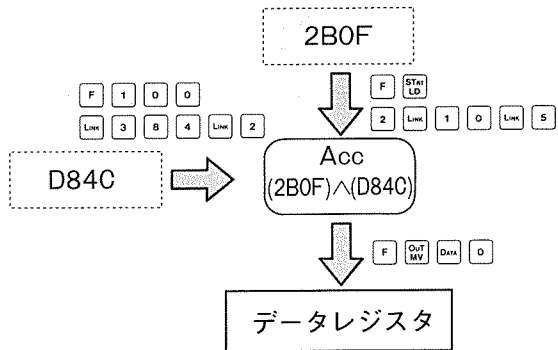 2B0F
F STRT LD
2 LINK 1 0 LINK 5
F 1 0 0
LINK 3 8 4 LINK 2
D84C
Acc
(2B0F)∧(D84C)
F OUT MV DATA 0
データレジスタ